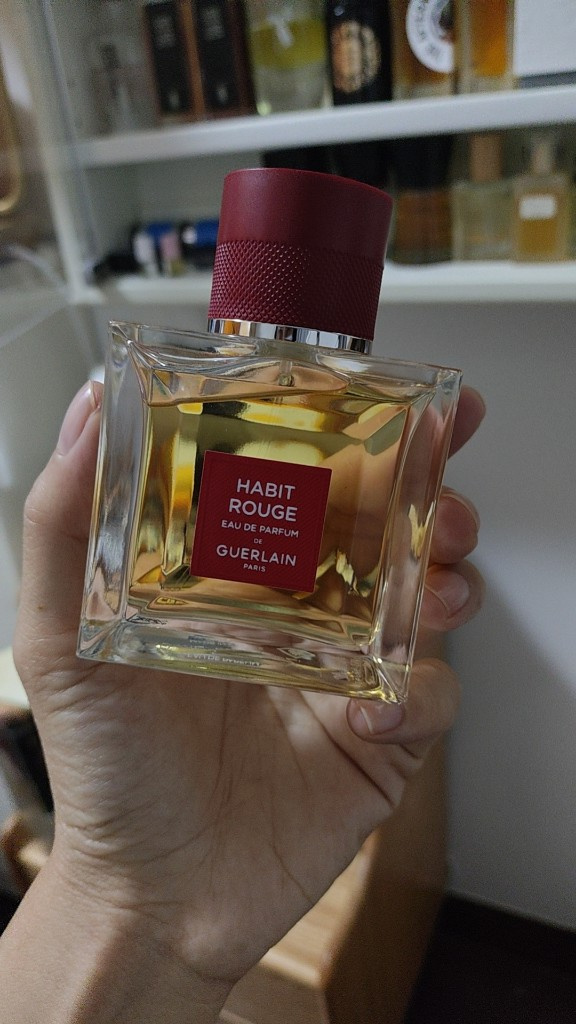 HABIT
ROUGE
EAU DE PARFUM
DE
GUERLAIN
PARIS